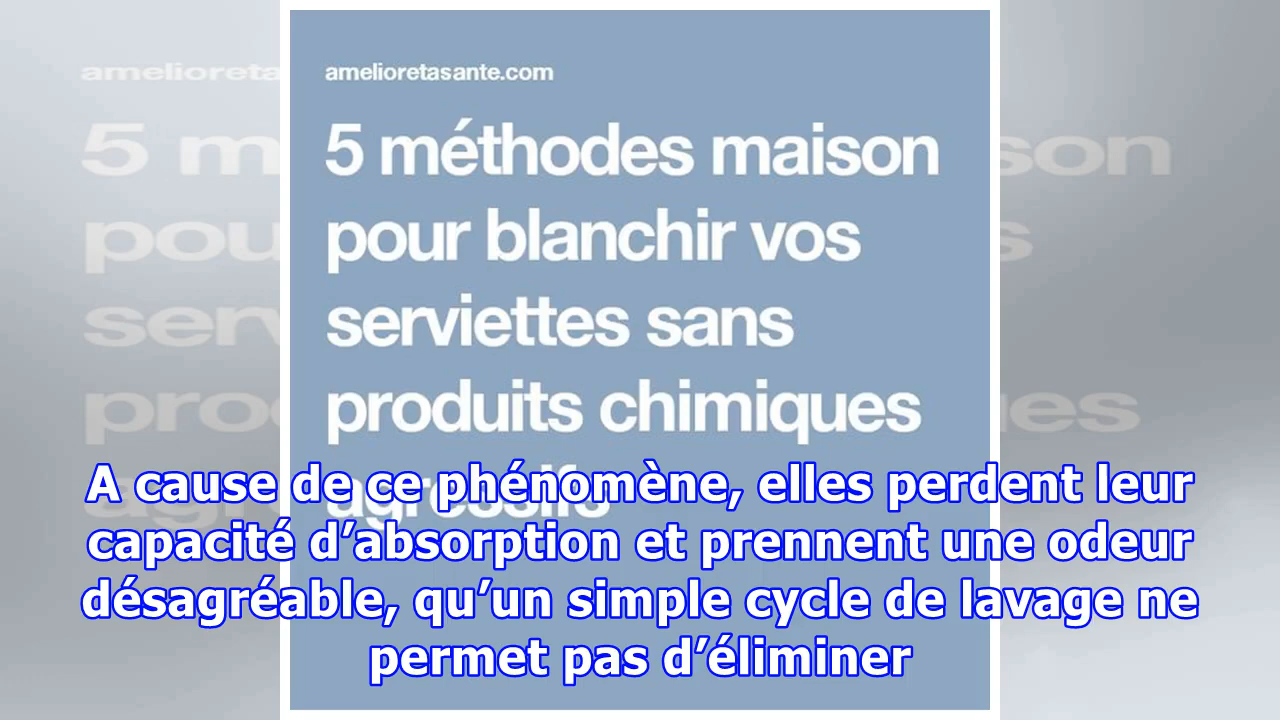 amelioretasante.com
5 méthodes maison
pour blanchir vos
serviettes sans
produits chimiques
agressifs
A cause de ce phénomène, elles perdent leur
capacité d’absorption et prennent une odeur
désagréable, qu’un simple cycle de lavage ne
permet pas d’éliminer